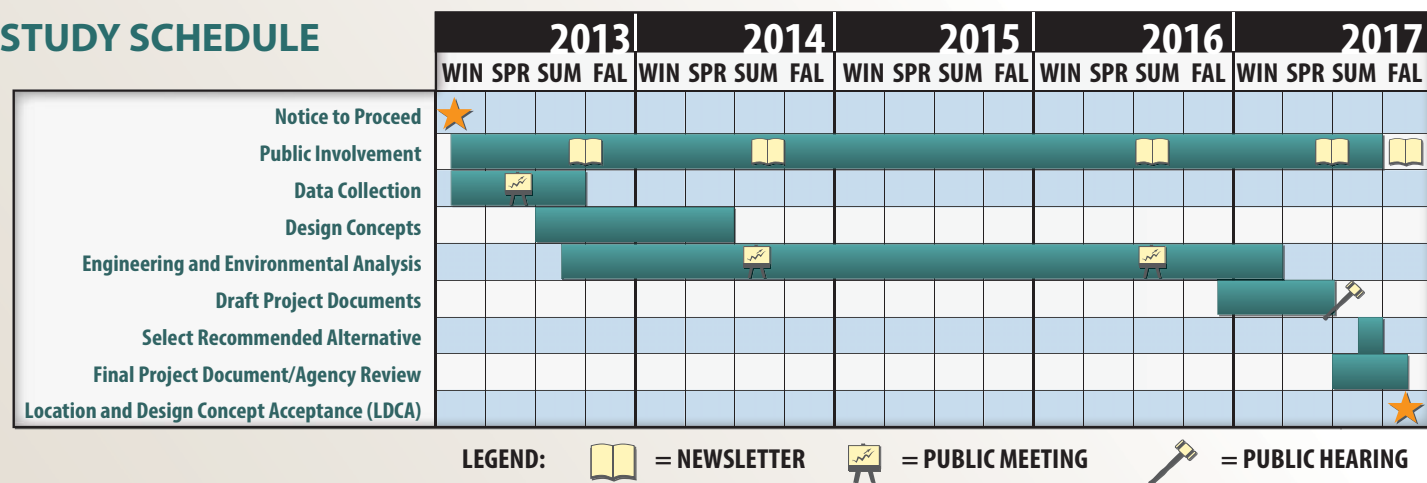 STUDY SCHEDULE
2013 2014 2015 2016 2017
WIN SPR SUM FAL WIN SPR SUM FAL WIN SPR SUM FAL WIN SPR SUM FAL WIN SPR SUM FAL
Notice to Proceed
Public Involvement
Data Collection
Design Concepts
Engineering and Environmental Analysis
Draft Project Documents
Select Recommended Alternative
Final Project Document/Agency Review
Location and Design Concept Acceptance (LDCA)
LEGEND: = NEWSLETTER = PUBLIC MEETING = PUBLIC HEARING